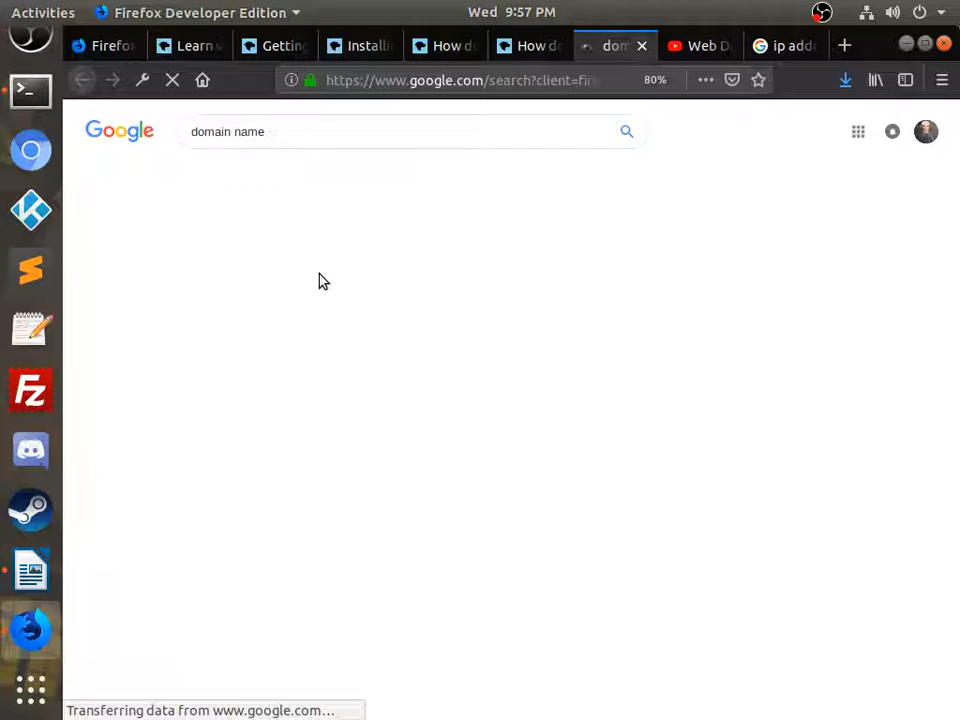 Activities Firefox Developer Edition Wed 9:57 PM
Firefo Learn Getting Installi How d How d dom Web D ip add
https://www.google.com/search?client=fir 80%
Google domain name
Transferring data from www.google.com…